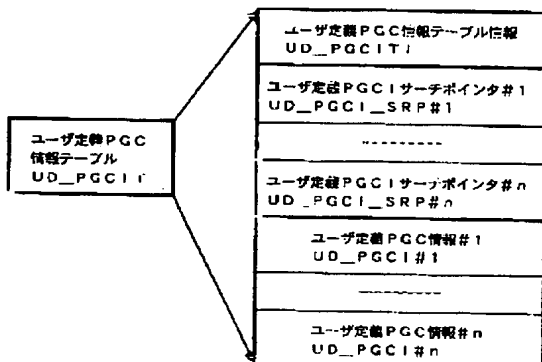 ユーザ定義PGC
情報テーブル
UD_PGCIT
ユーザ定義PGC情報テーブル情報
UD_PGCITI
ユーザ定義PGCIサーチポインタ#1
UD_PGCI_SRP#1
---------
ユーザ定義PGCIサーチポインタ#n
UD_PGCI_SRP#n
ユーザ定義PGC情報#1
UD_PGCI#1
---------
ユーザ定義PGC情報#n
UD_PGCI#n